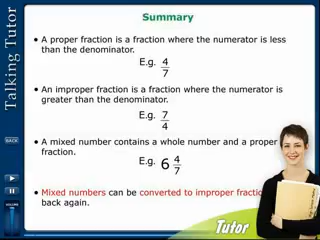 Summary
• A proper fraction is a fraction where the numerator is less
than the denominator.
E.g. 4/7
• An improper fraction is a fraction where the numerator is
greater than the denominator.
E.g. 7/4
• A mixed number contains a whole number and a proper
fraction.
E.g. 6 4/7
• Mixed numbers can be converted to improper fractio
back again.
Talking Tutor
BACK
VOLUME
Tutor